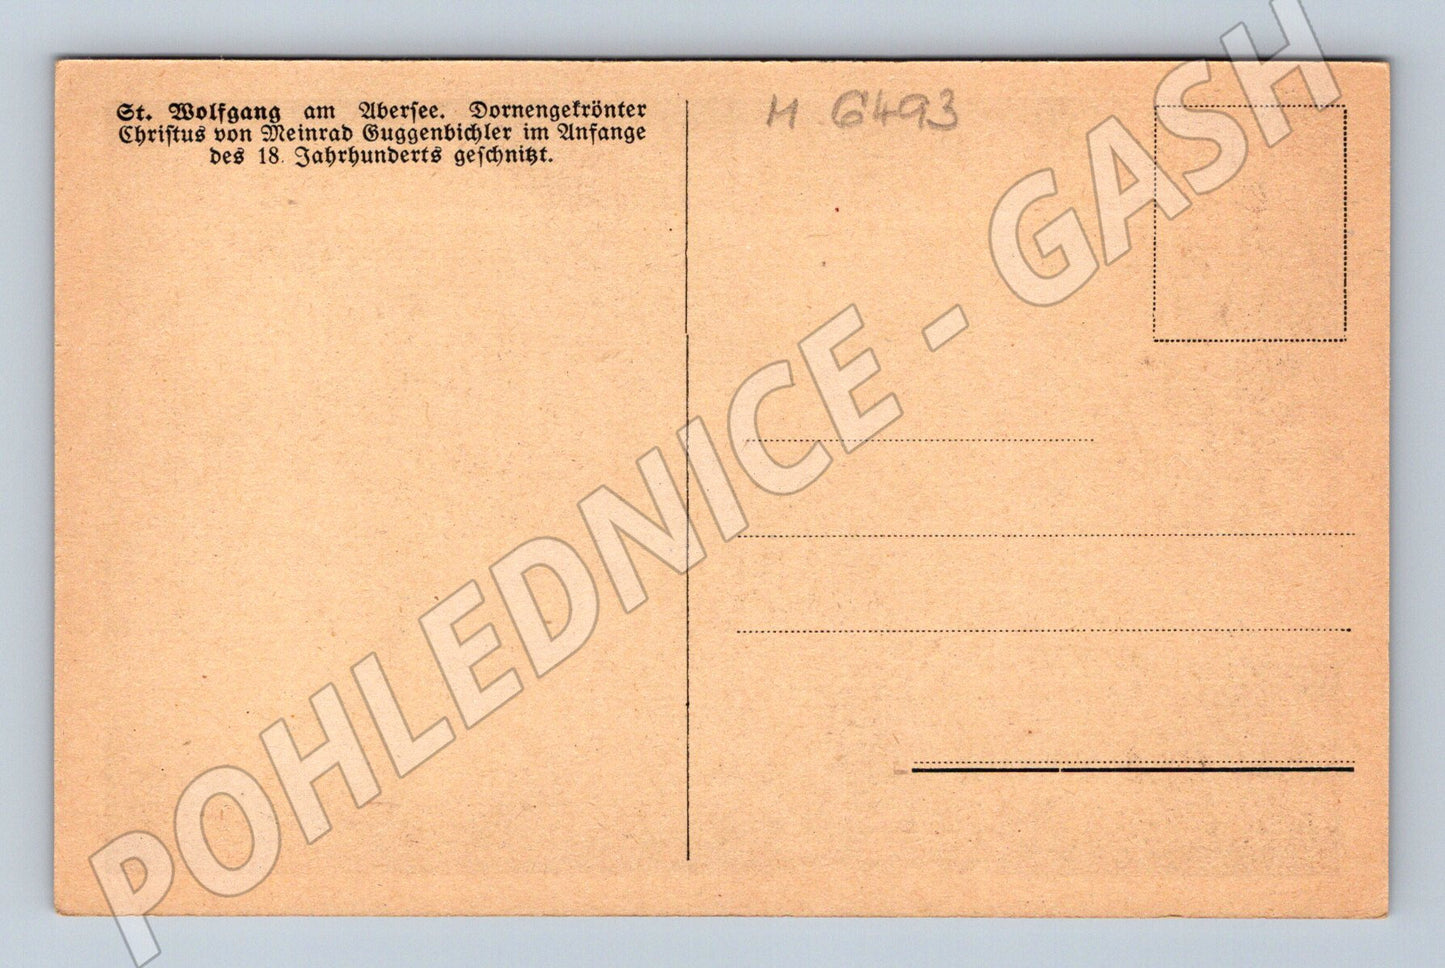 St. Wolfgang am Abersee. Dornengekrönter
Christus von Meinrad Guggenbichler im Anfange
des 18. Jahrhunderts geschnitzt.
M 6493
POHLEDNICE - GASH